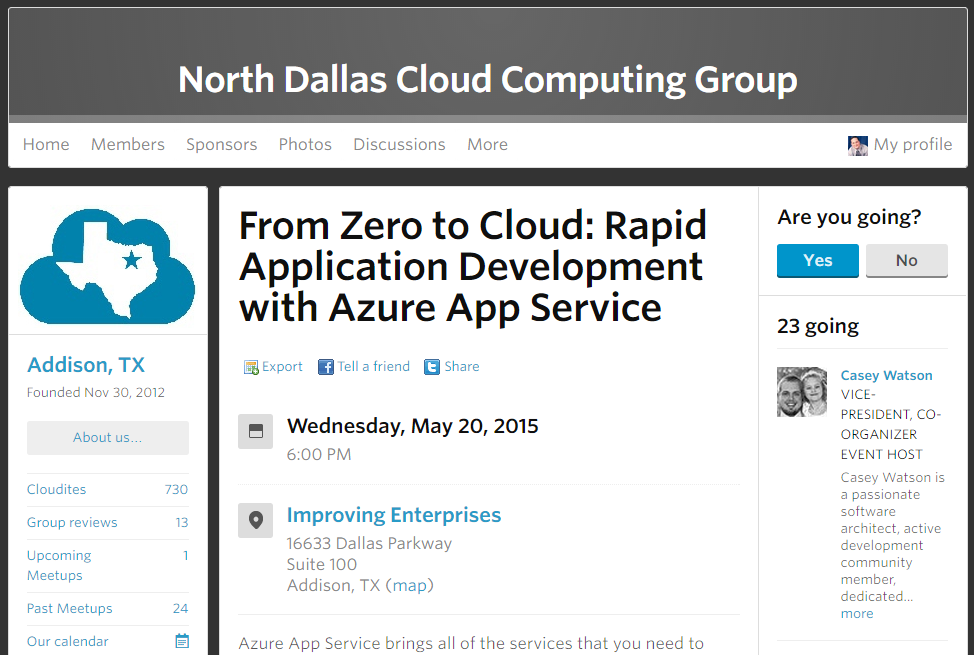 North Dallas Cloud Computing Group
Home Members Sponsors Photos Discussions More My profile
Addison, TX
Founded Nov 30, 2012
About us...
Cloudites 730
Group reviews 13
Upcoming 1
Meetups
Past Meetups 24
Our calendar
From Zero to Cloud: Rapid
Application Development
with Azure App Service
Export Tell a friend Share
Wednesday, May 20, 2015
6:00 PM
Improving Enterprises
16633 Dallas Parkway
Suite 100
Addison, TX (map)
Azure App Service brings all of the services that you need to
Are you going?
Yes No
23 going
Casey Watson
VICE-
PRESIDENT, CO-
ORGANIZER
EVENT HOST
Casey Watson is
a passionate
software
architect, active
development
community
member,
dedicated...
more